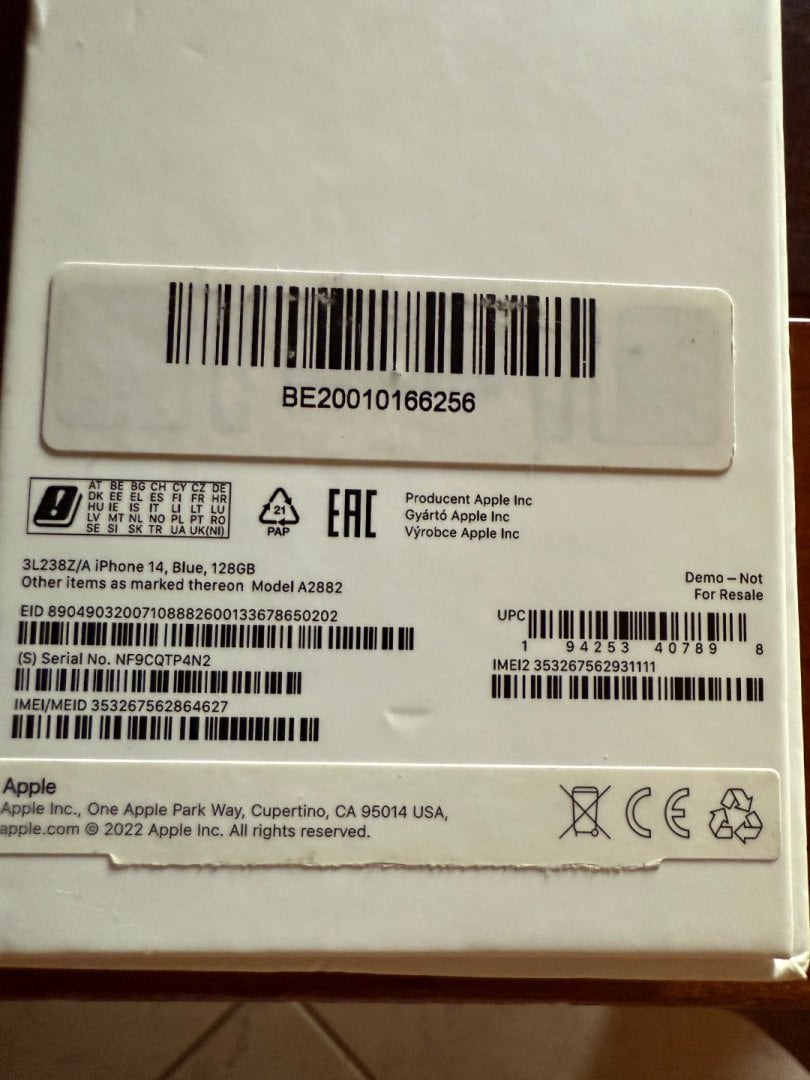 BE20010166256
AT BE BG CH CY CZ DE
DK EE EL ES FI FR HR
HU IE IS IT LI LT LU
LV MT NL NO PL PT RO
SE SI SK TR UA UK(NI)
21
PAP
EAC
Producent Apple Inc
Gyártó Apple Inc
Výrobce Apple Inc
3L238Z/A iPhone 14, Blue, 128GB
Other items as marked thereon Model A2882
Demo – Not
For Resale
EID 89049032007108882600133678650202
UPC
1 94253 40789 8
(S) Serial No. NF9CQTP4N2
IMEI2 353267562931111
IMEI/MEID 353267562864627
Apple
Apple Inc., One Apple Park Way, Cupertino, CA 95014 USA,
apple.com © 2022 Apple Inc. All rights reserved.
CE